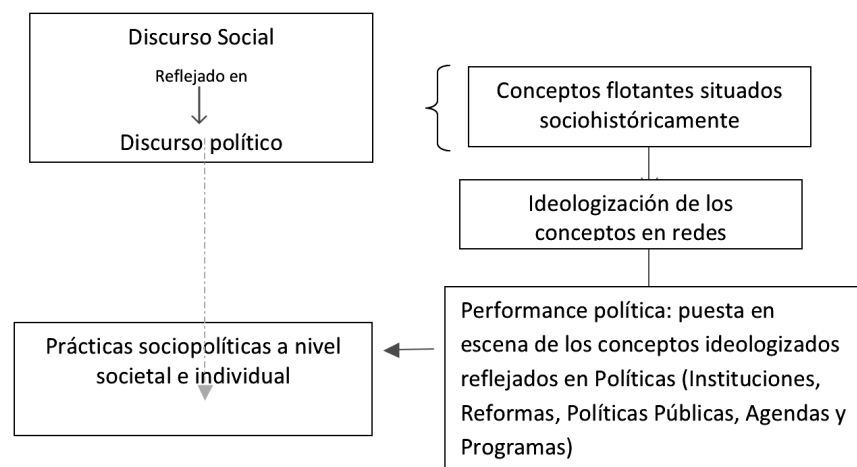 Discurso Social
Reflejado en
Discurso político
Conceptos flotantes situados
sociohistóricamente
Ideologización de los
conceptos en redes
Performance política: puesta en
escena de los conceptos ideologizados
reflejados en Políticas (Instituciones,
Reformas, Políticas Públicas, Agendas y
Programas)
Prácticas sociopolíticas a nivel
societal e individual